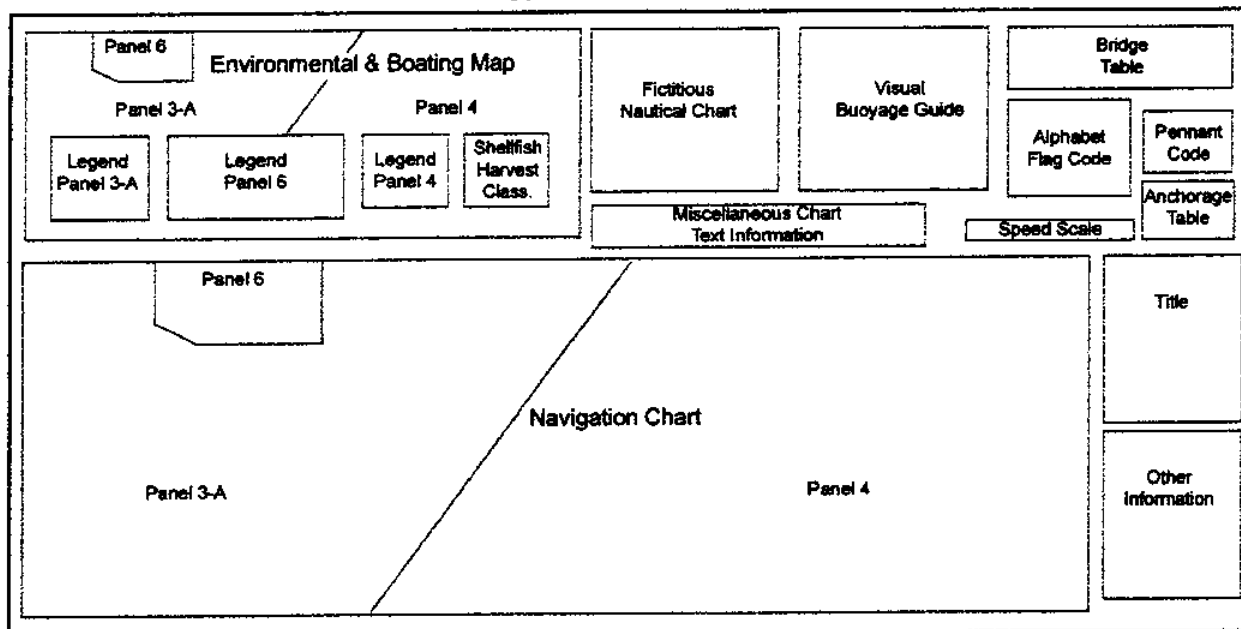 Panel 6
Environmental & Boating Map
Panel 3-A
Panel 4
Legend
Panel 3-A
Legend
Panel 6
Legend
Panel 4
Shellfish
Harvest
Class.
Fictitious
Nautical Chart
Visual
Buoyage Guide
Bridge
Table
Alphabet
Flag Code
Pennant
Code
Anchorage
Table
Miscellaneous Chart
Text Information
Speed Scale
Panel 6
Navigation Chart
Panel 3-A
Panel 4
Title
Other
Information